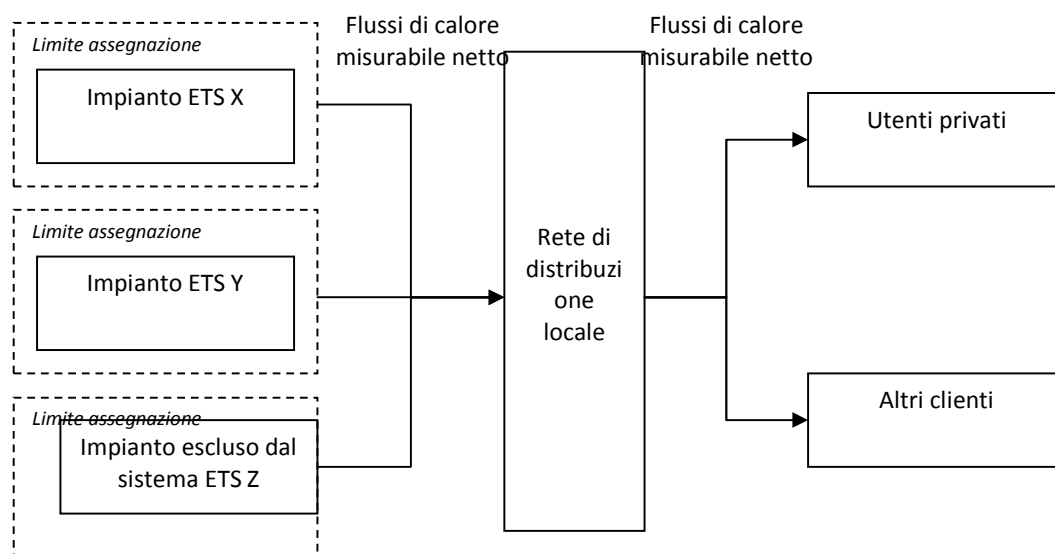 Flussi di calore
misurabile netto
Flussi di calore
misurabile netto
Limite assegnazione
Impianto ETS X
Limite assegnazione
Impianto ETS Y
Limite assegnazione
Impianto escluso dal
sistema ETS Z
Rete di
distribuzi
one
locale
Utenti privati
Altri clienti